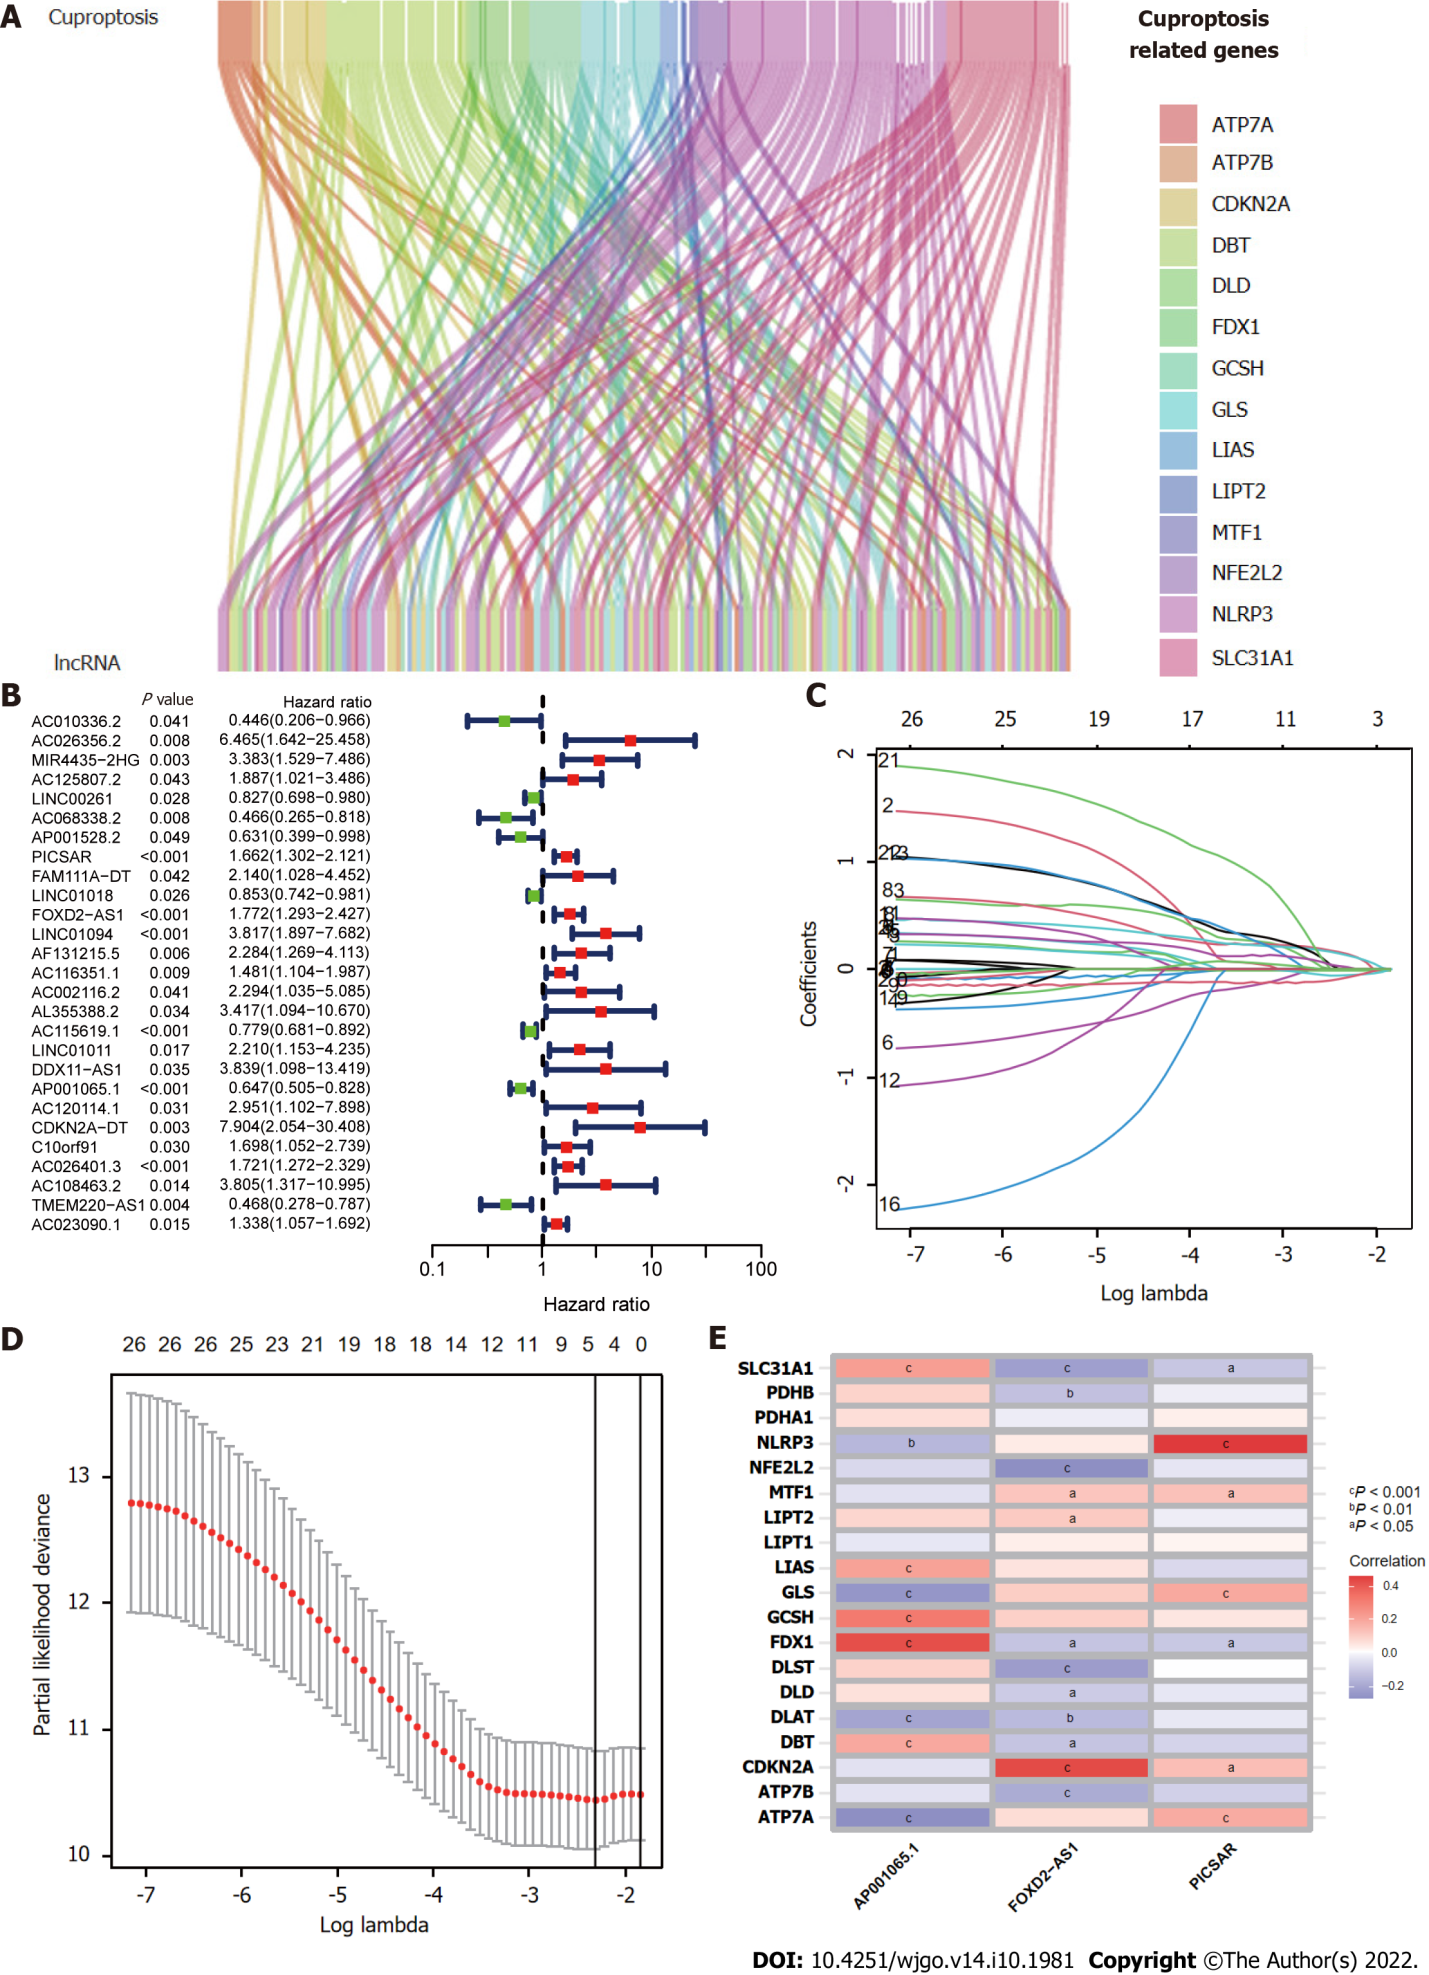 A
Cuproptosis
lncRNA
Cuproptosis
related genes
ATP7A
ATP7B
CDKN2A
DBT
DLD
FDX1
GCSH
GLS
LIAS
LIPT2
MTF1
NFE2L2
NLRP3
SLC31A1
B
P value Hazard ratio
AC010336.2 0.041 0.446(0.206−0.966)
AC026356.2 0.008 6.465(1.642−25.458)
MIR4435−2HG 0.003 3.383(1.529−7.486)
AC125807.2 0.043 1.887(1.021−3.486)
LINC00261 0.028 0.827(0.698−0.980)
AC068338.2 0.008 0.466(0.265−0.818)
AP001528.2 0.049 0.631(0.399−0.998)
PICSAR <0.001 1.662(1.302−2.121)
FAM111A−DT 0.042 2.140(1.028−4.452)
LINC01018 0.026 0.853(0.742−0.981)
FOXD2−AS1 <0.001 1.772(1.293−2.427)
LINC01094 <0.001 3.817(1.897−7.682)
AF131215.5 0.006 2.284(1.269−4.113)
AC116351.1 0.009 1.481(1.104−1.987)
AC002116.2 0.041 2.294(1.035−5.085)
AL355388.2 0.034 3.417(1.094−10.670)
AC115619.1 <0.001 0.779(0.681−0.892)
LINC01011 0.017 2.210(1.153−4.235)
DDX11−AS1 0.035 3.839(1.098−13.419)
AP001065.1 <0.001 0.647(0.505−0.828)
AC120114.1 0.031 2.951(1.102−7.898)
CDKN2A−DT 0.003 7.904(2.054−30.408)
C10orf91 0.030 1.698(1.052−2.739)
AC026401.3 <0.001 1.721(1.272−2.329)
AC108463.2 0.014 3.805(1.317−10.995)
TMEM220−AS1 0.004 0.468(0.278−0.787)
AC023090.1 0.015 1.338(1.057−1.692)
0.1 1 10 100
Hazard ratio
C
26 25 19 17 11 3
2
1
0
-1
-2
Coefficients
21
2
6
12
16
-7 -6 -5 -4 -3 -2
Log lambda
D
26 26 26 25 23 21 19 18 18 14 12 11 9 5 4 0
13
12
11
10
Partial likelihood deviance
-7 -6 -5 -4 -3 -2
Log lambda
E
SLC31A1 c c a
PDHB b
PDHA1
NLRP3 b c
NFE2L2 c
MTF1 a a
LIPT2 a
LIPT1
LIAS c
GLS c c
GCSH c
FDX1 c a a
DLST c
DLD a
DLAT c b
DBT c a
CDKN2A c a
ATP7B c
ATP7A c c
AP001065.1
FOXD2−AS1
PICSAR
cP < 0.001
bP < 0.01
aP < 0.05
Correlation
0.4
0.2
0.0
−0.2
DOI: 10.4251/wjgo.v14.i10.1981 Copyright ©The Author(s) 2022.